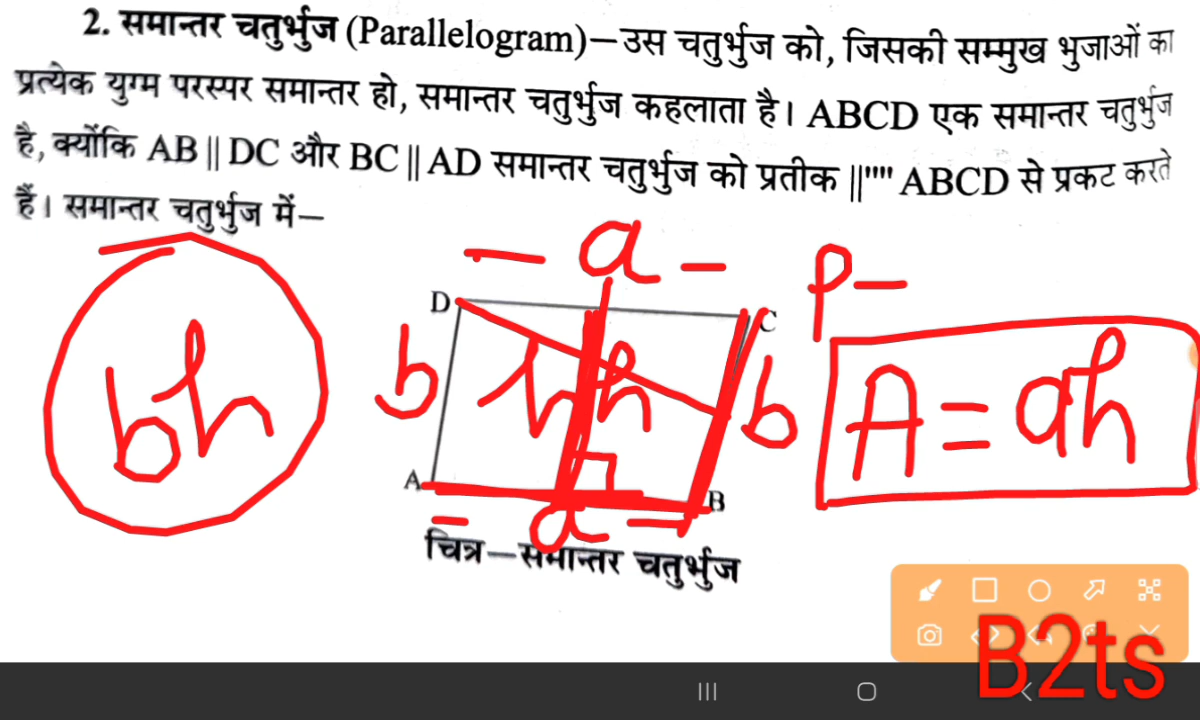 2. समान्तर चतुर्भुज (Parallelogram)—उस चतुर्भुज को, जिसकी सम्मुख भुजाओं का
प्रत्येक युग्म परस्पर समान्तर हो, समान्तर चतुर्भुज कहलाता है। ABCD एक समान्तर चतुर्भुज
है, क्योंकि AB || DC और BC || AD समान्तर चतुर्भुज को प्रतीक ||"" ABCD से प्रकट करते
हैं। समान्तर चतुर्भुज में—
- a -
P-
D C
b h h b
bh
A = ah
A B
- a -
चित्र—समान्तर चतुर्भुज
B2ts